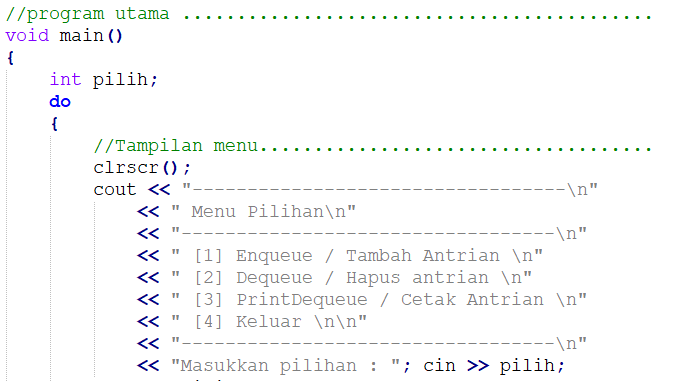 //program utama ...........................................
void main()
{
int pilih;
do
{
//Tampilan menu....................................
clrscr();
cout << "----------------------------------\n"
<< " Menu Pilihan\n"
<< "----------------------------------\n"
<< " [1] Enqueue / Tambah Antrian \n"
<< " [2] Dequeue / Hapus antrian \n"
<< " [3] PrintDequeue / Cetak Antrian \n"
<< " [4] Keluar \n\n"
<< "----------------------------------\n"
<< "Masukkan pilihan : "; cin >> pilih;